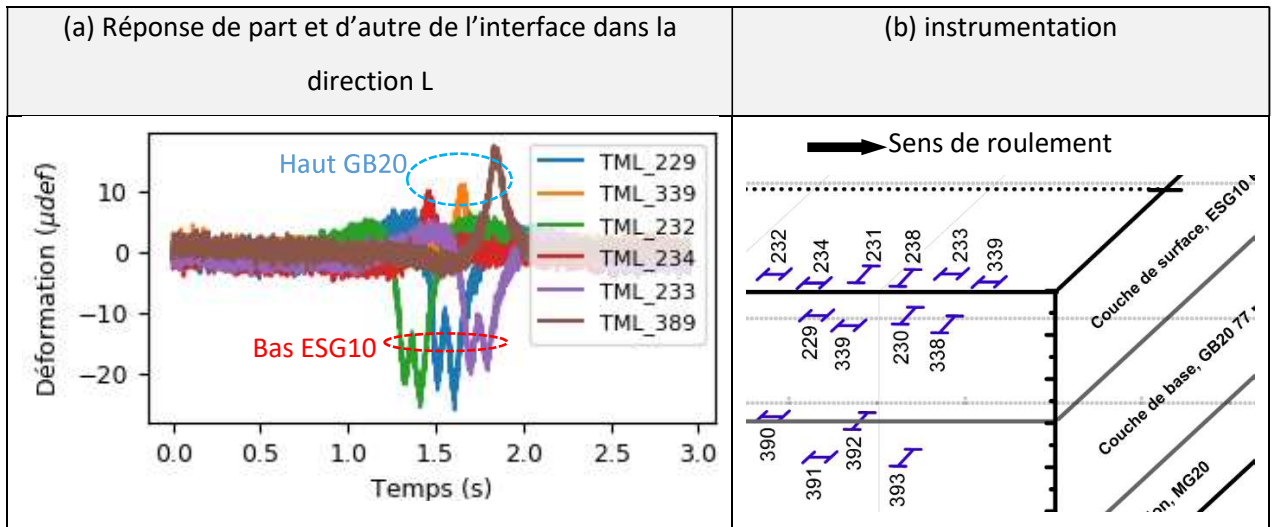 (a) Réponse de part et d’autre de l’interface dans la
direction L
(b) instrumentation
Haut GB20
Bas ESG10
TML_229
TML_339
TML_232
TML_234
TML_233
TML_389
Déformation (μdef)
10
0
−10
−20
0.0 0.5 1.0 1.5 2.0 2.5 3.0
Temps (s)
Sens de roulement
232 234 231 238 233 339
229 339 230 338
390 391 392 393
Couche de surface, ESG10
Couche de base, GB20 77
MG20